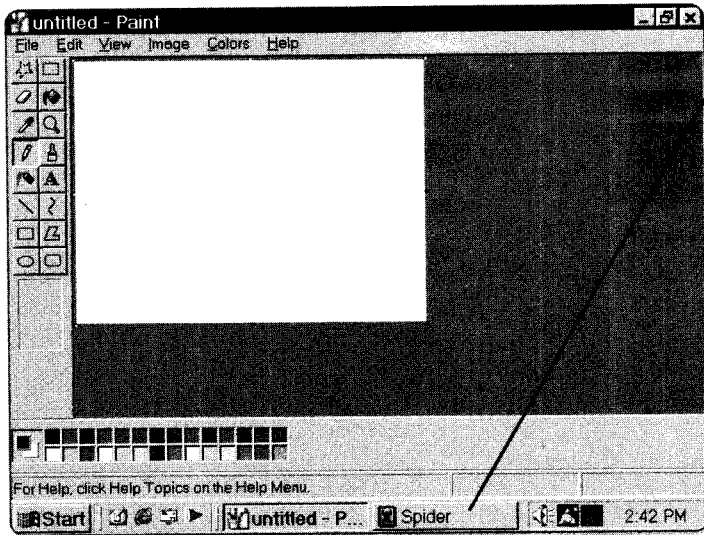 untitled - Paint
File Edit View Image Colors Help
A
For Help, click Help Topics on the Help Menu.
Start untitled - P... Spider 2:42 PM